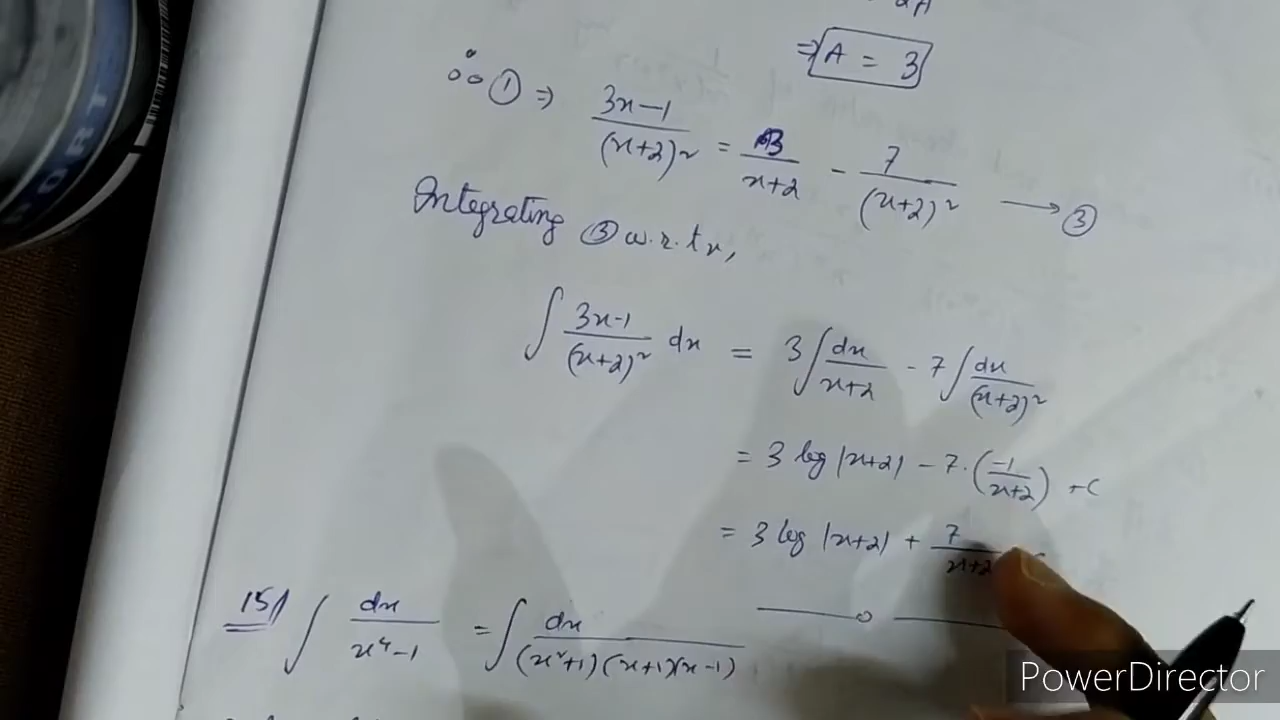 ⇒ A = 3
∴ ① ⇒ (3x-1)/(x+2)² = 3/(x+2) - 7/(x+2)² → ③
Integrating ③ w.r.t x,
∫ (3x-1)/(x+2)² dx = 3∫ dx/(x+2) - 7∫ dx/(x+2)²
= 3 log |x+2| - 7.(-1/(x+2)) + C
= 3 log |x+2| + 7/(x+2)
15) ∫ dx/(x⁴-1) = ∫ dx/((x²+1)(x+1)(x-1))
PowerDirector